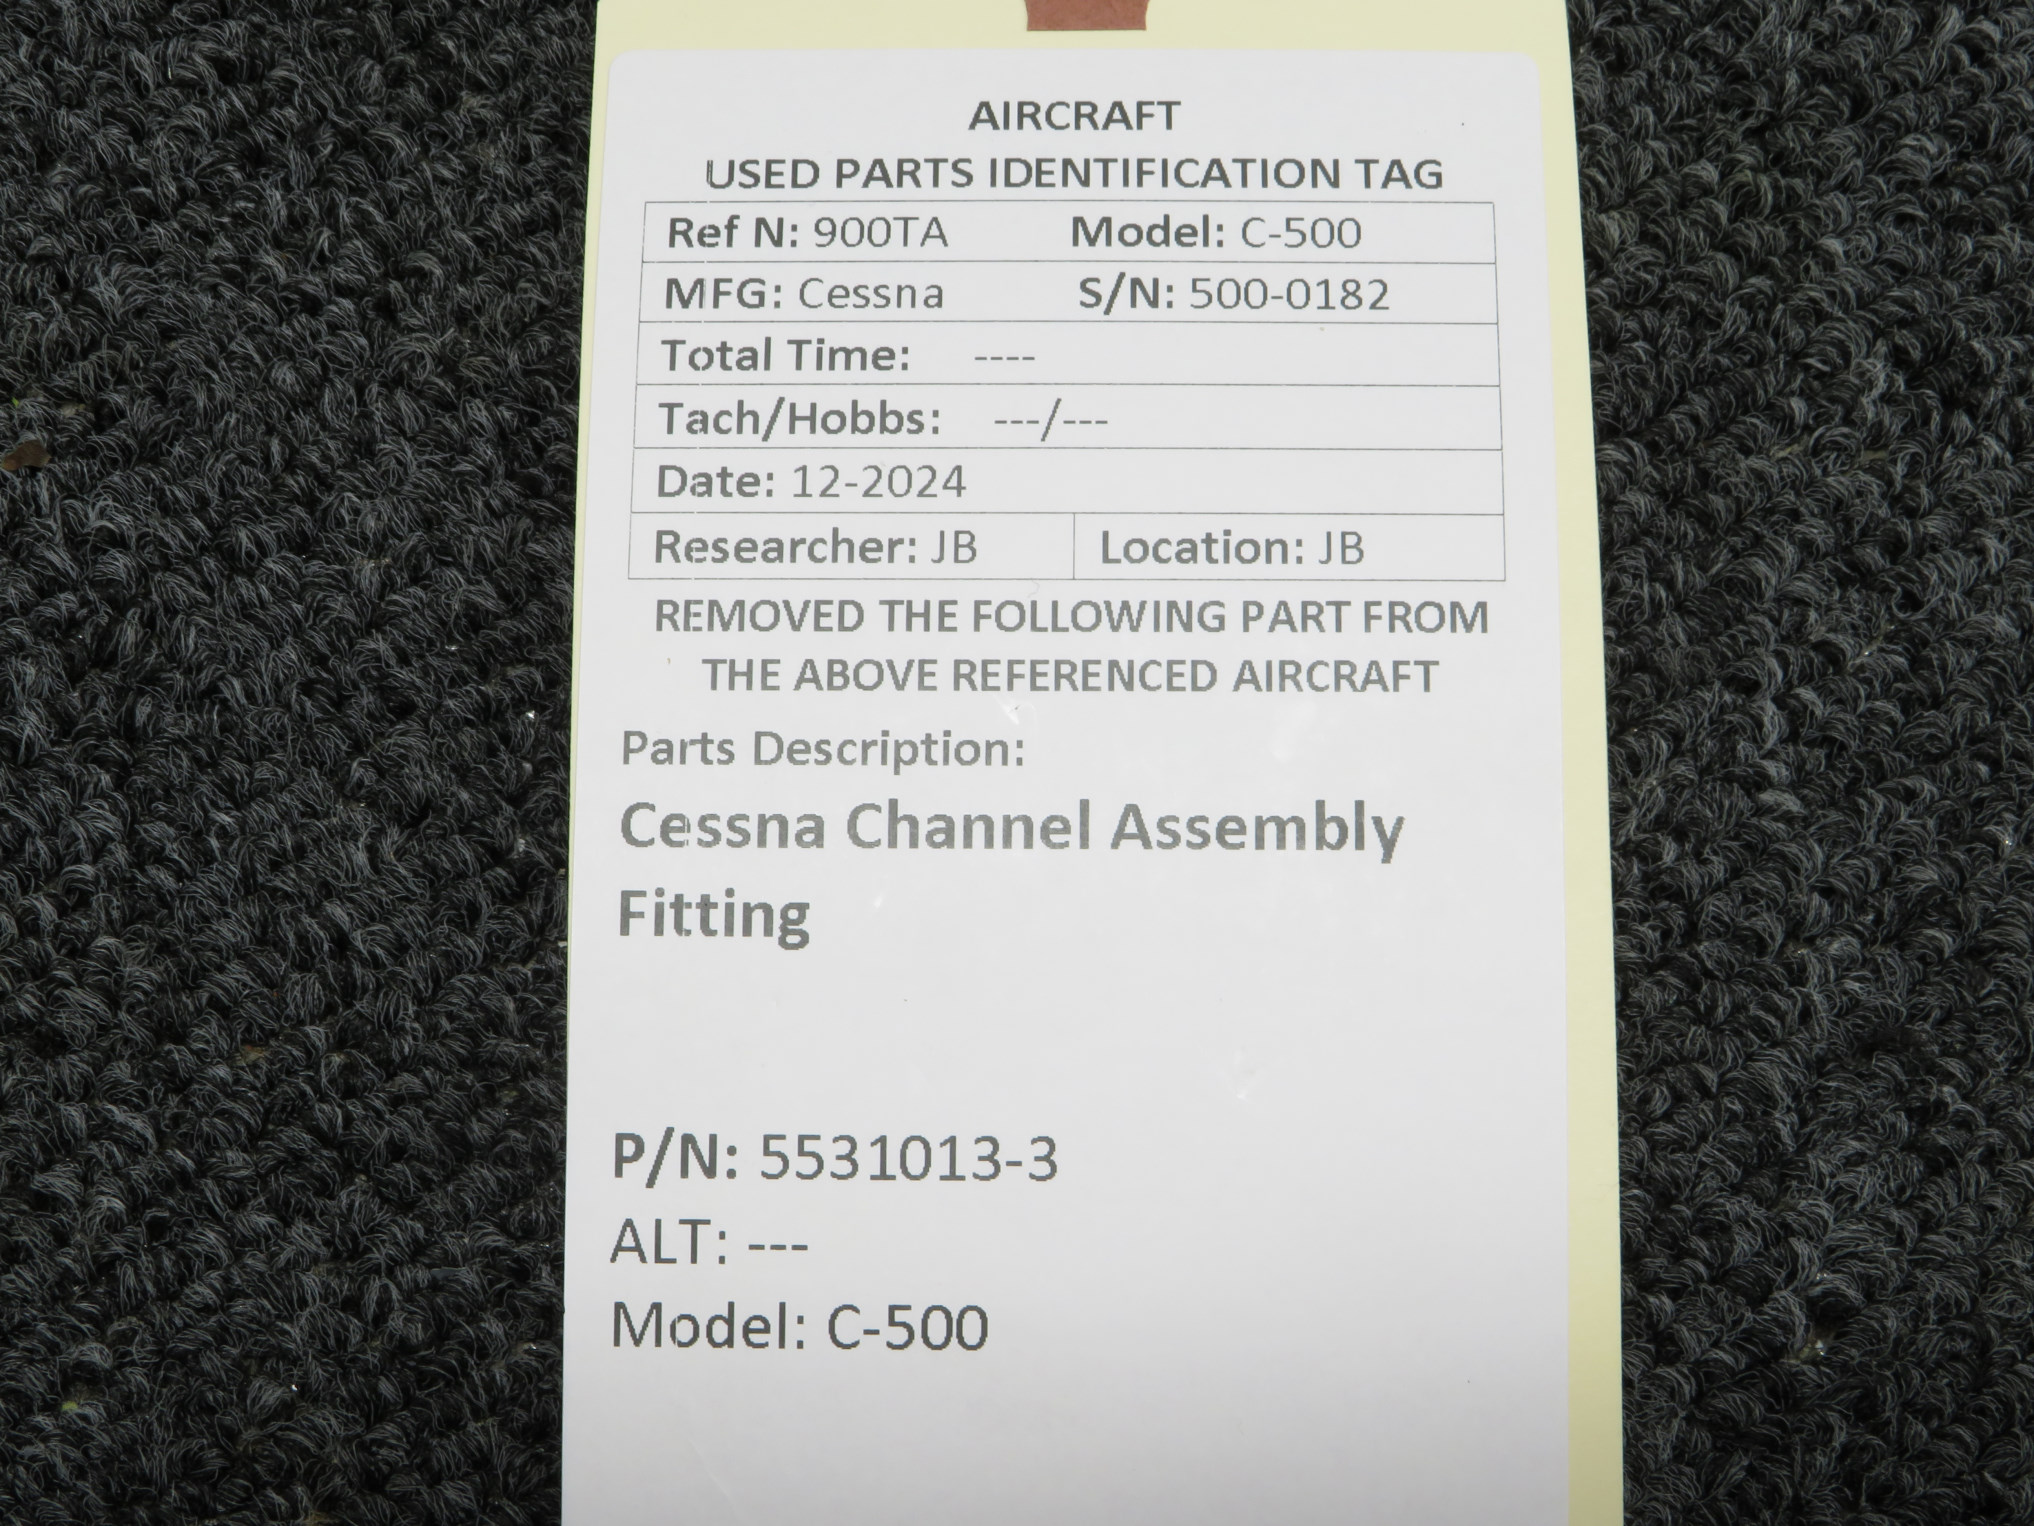 AIRCRAFT
USED PARTS IDENTIFICATION TAG
Ref N: 900TA Model: C-500
MFG: Cessna S/N: 500-0182
Total Time: ----
Tach/Hobbs: ---/---
Date: 12-2024
Researcher: JB Location: JB
REMOVED THE FOLLOWING PART FROM
THE ABOVE REFERENCED AIRCRAFT
Parts Description:
Cessna Channel Assembly
Fitting
P/N: 5531013-3
ALT: ---
Model: C-500